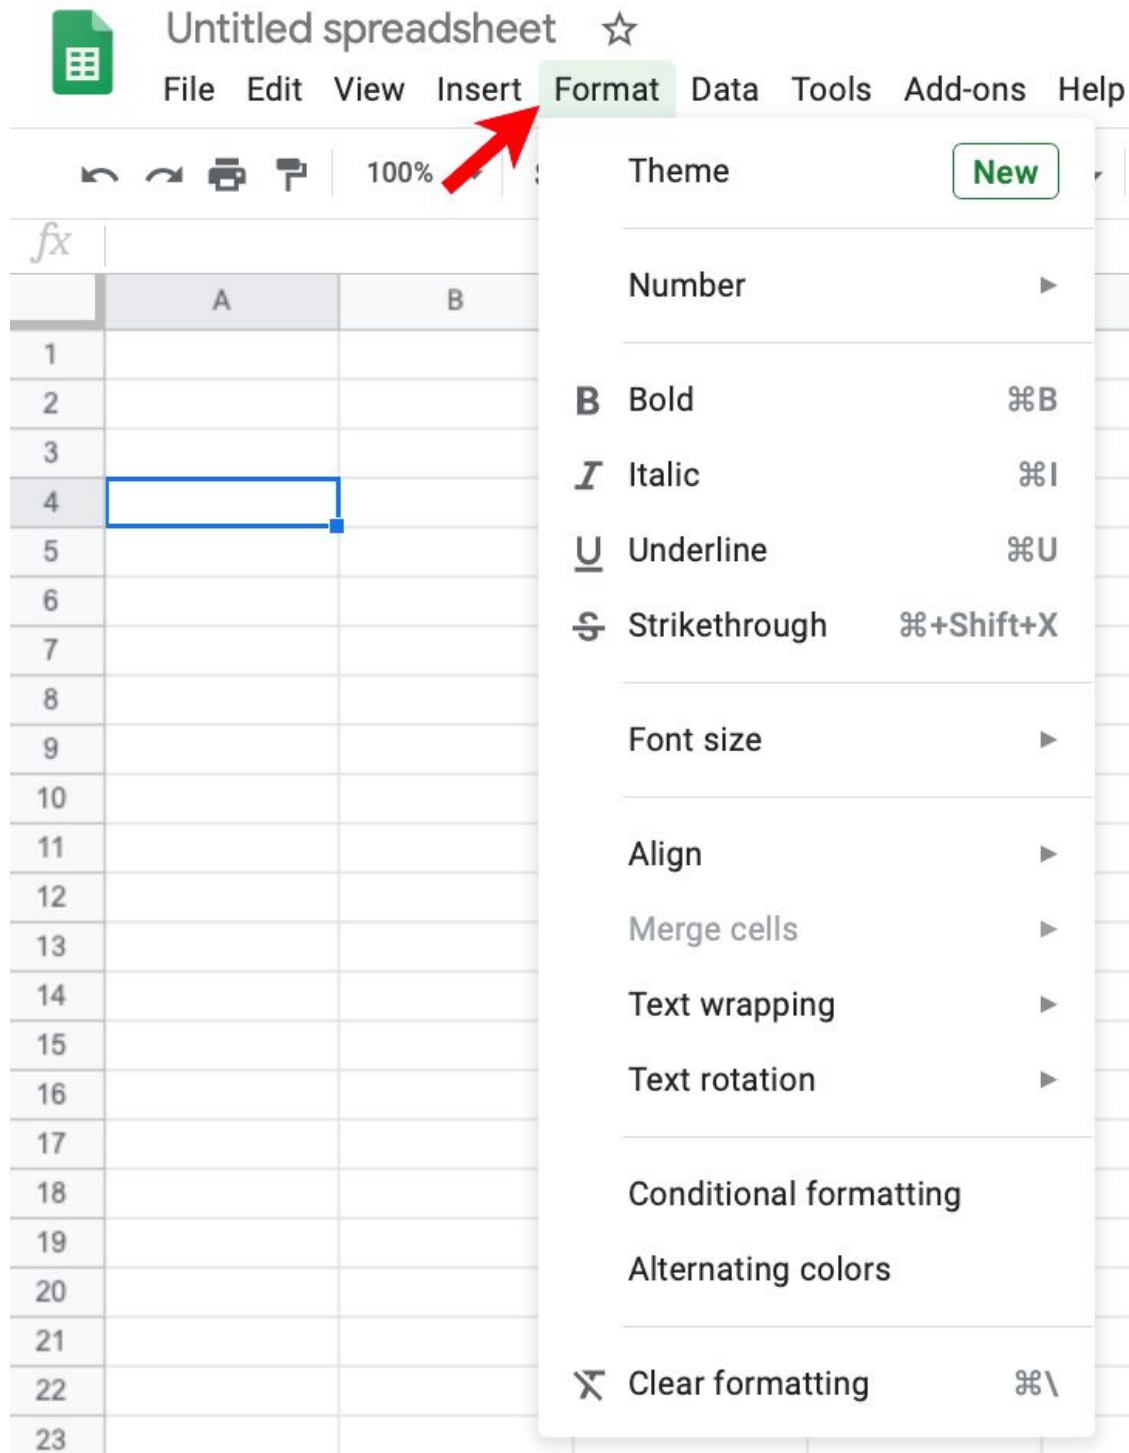 Untitled spreadsheet
File Edit View Insert Format Data Tools Add-ons Help
100%
Theme New
fx
Number
A B
1
2
B Bold ⌘B
3
I Italic ⌘I
4
5
U Underline ⌘U
6
S Strikethrough ⌘+Shift+X
7
8
9
Font size
10
11
Align
12
Merge cells
13
14
Text wrapping
15
16
Text rotation
17
18
Conditional formatting
19
20
Alternating colors
21
22
Clear formatting ⌘\
23